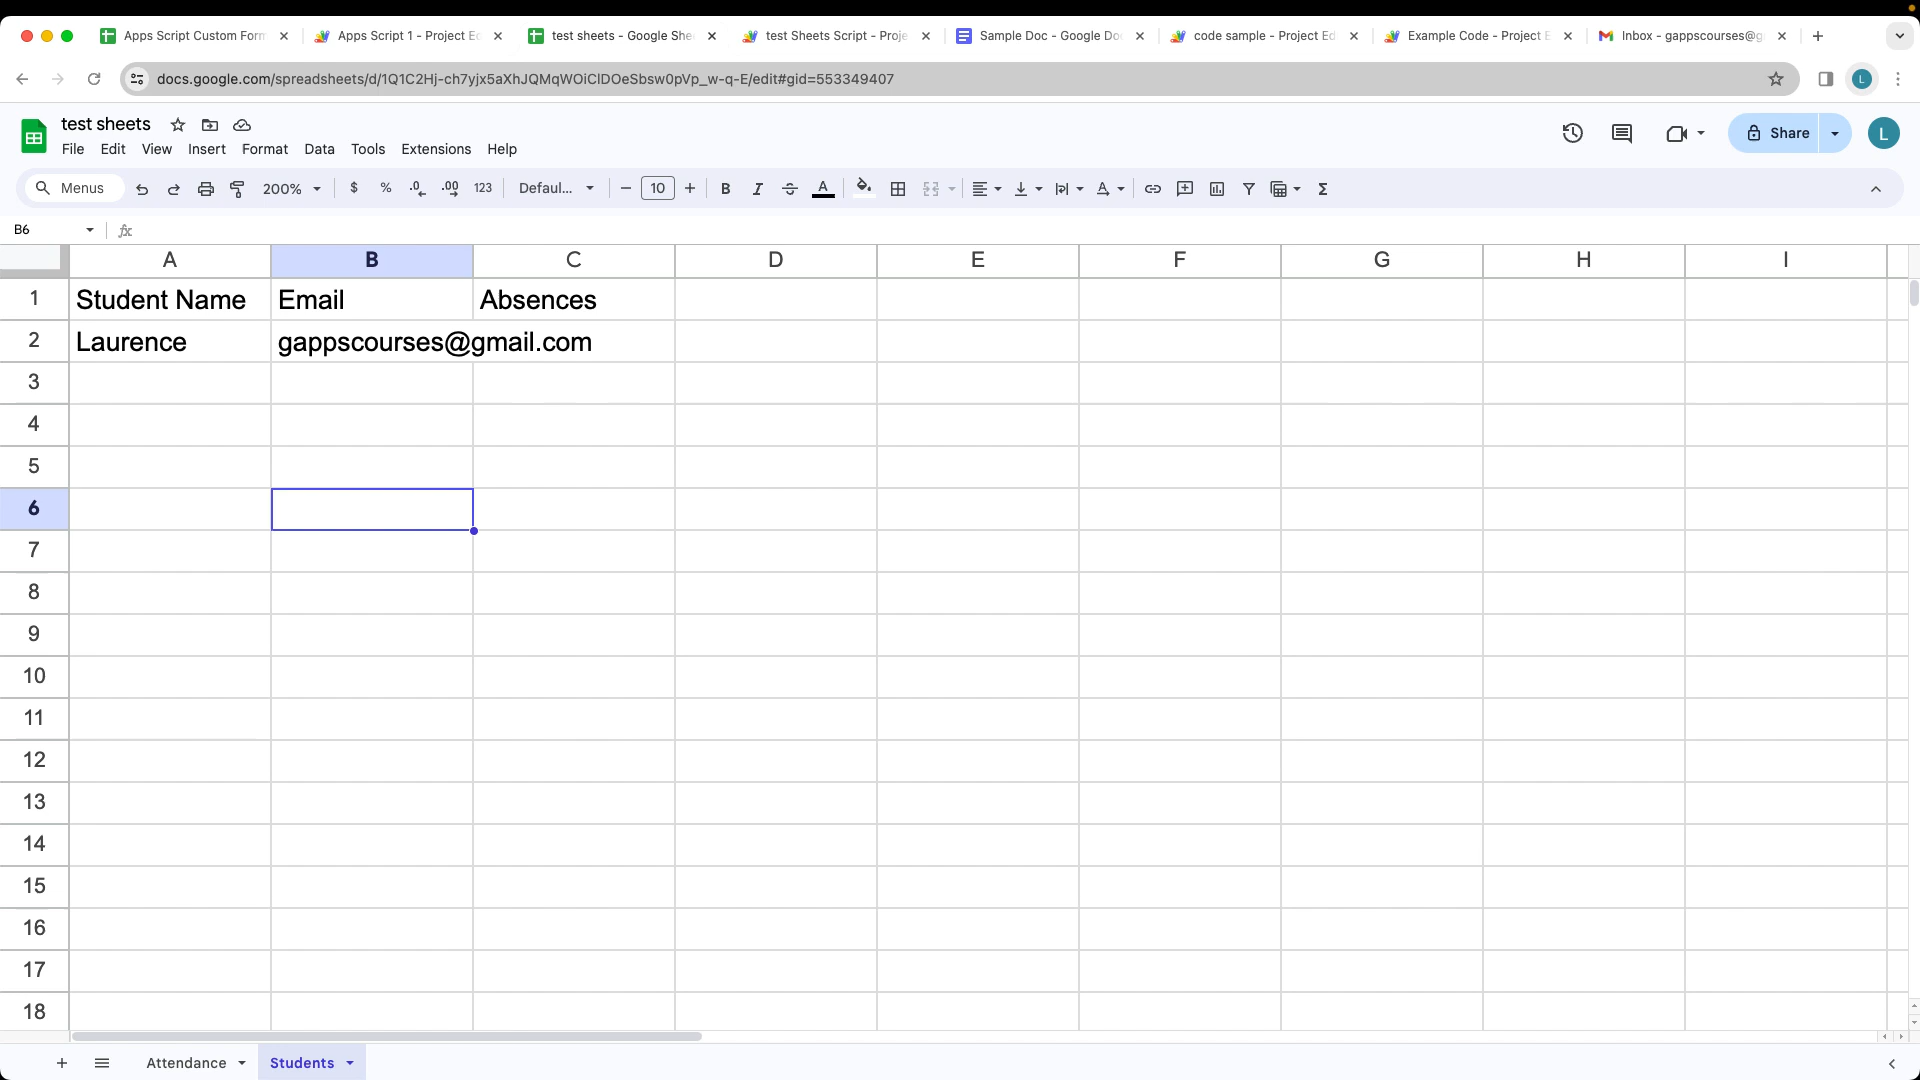 Apps Script Custom Form
Apps Script 1 - Project E
test sheets - Google She
test Sheets Script - Proje
Sample Doc - Google Do
code sample - Project Ed
Example Code - Project E
Inbox - gappscourses@g
docs.google.com/spreadsheets/d/1Q1C2Hj-ch7yjx5aXhJQMqWOiClDOeSbsw0pVp_w-q-E/edit#gid=553349407
L
test sheets
File Edit View Insert Format Data Tools Extensions Help
Share
L
Menus 200% $ % .0 .00 123 Defaul... 10 B I A
B6 fx
A B C D E F G H I
1 Student Name Email Absences
2 Laurence gappscourses@gmail.com
3
4
5
6
7
8
9
10
11
12
13
14
15
16
17
18
Attendance Students